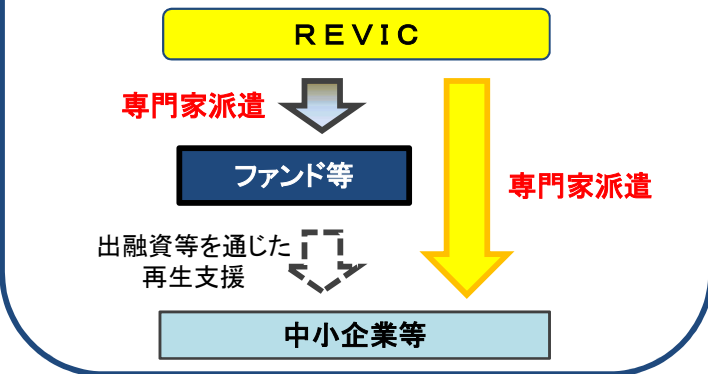 ＲＥＶＩＣ
専門家派遣
ファンド等
専門家派遣
出融資等を通じた
再生支援
中小企業等